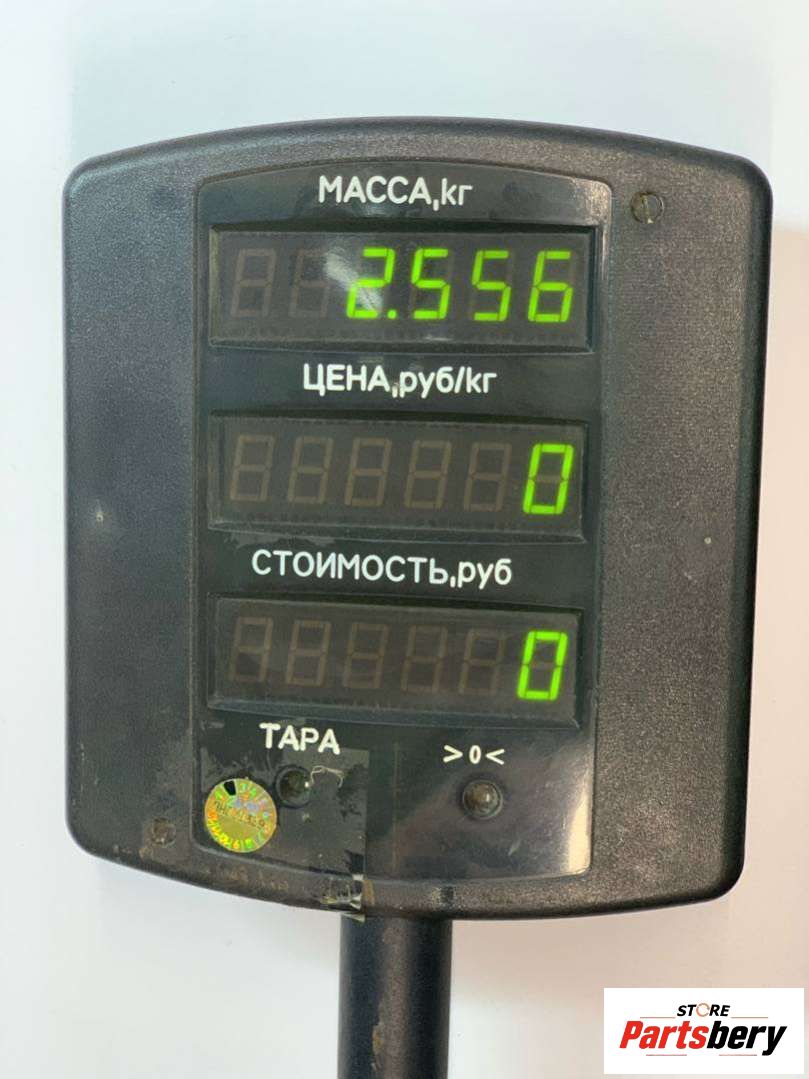 МАССА,кг
2.556
ЦЕНА,руб/кг
0
СТОИМОСТЬ,руб
0
ТАРА
>0<
STORE
Partsbery